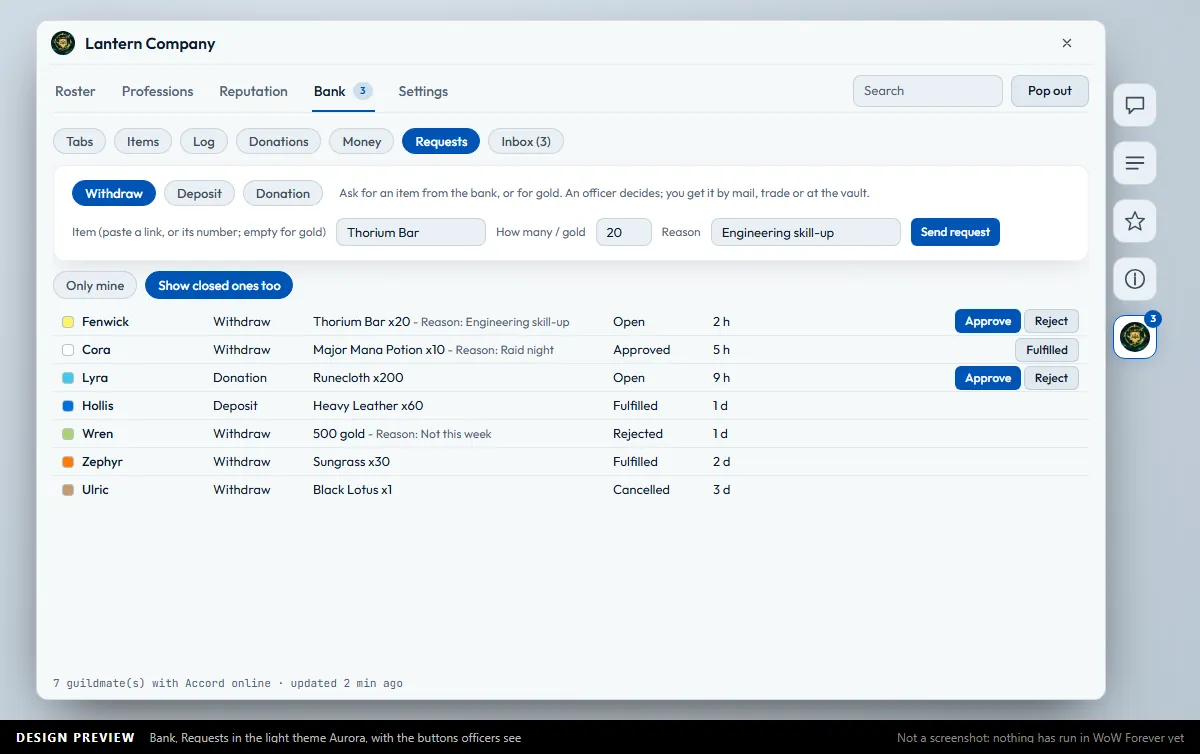 Lantern Company
Roster Professions Reputation Bank 3 Settings Search Pop out
Tabs Items Log Donations Money Requests Inbox (3)
Withdraw Deposit Donation Ask for an item from the bank, or for gold. An officer decides; you get it by mail, trade or at the vault.
Item (paste a link, or its number; empty for gold) Thorium Bar How many / gold 20 Reason Engineering skill-up Send request
Only mine Show closed ones too
3
Fenwick Withdraw Thorium Bar x20 - Reason: Engineering skill-up Open 2 h Approve Reject
Cora Withdraw Major Mana Potion x10 - Reason: Raid night Approved 5 h Fulfilled
Lyra Donation Runecloth x200 Open 9 h Approve Reject
Hollis Deposit Heavy Leather x60 Fulfilled 1 d
Wren Withdraw 500 gold - Reason: Not this week Rejected 1 d
Zephyr Withdraw Sungrass x30 Fulfilled 2 d
Ulric Withdraw Black Lotus x1 Cancelled 3 d
7 guildmate(s) with Accord online · updated 2 min ago
DESIGN PREVIEW Bank, Requests in the light theme Aurora, with the buttons officers see Not a screenshot: nothing has run in WoW Forever yet